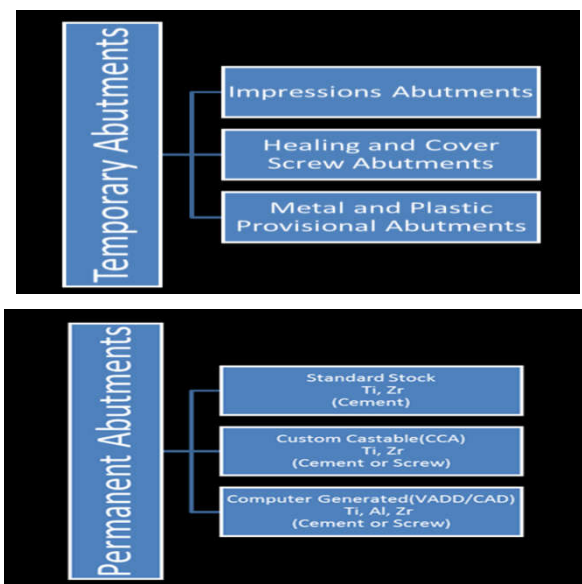 Temporary Abutments
Impressions Abutments
Healing and Cover
Screw Abutments
Metal and Plastic
Provisional Abutments
Permanent Abutments
Standard Stock
Ti, Zr
(Cement)
Custom Castable(CCA)
Ti, Zr
(Cement or Screw)
Computer Generated(VADD/CAD)
Ti, Al, Zr
(Cement or Screw)